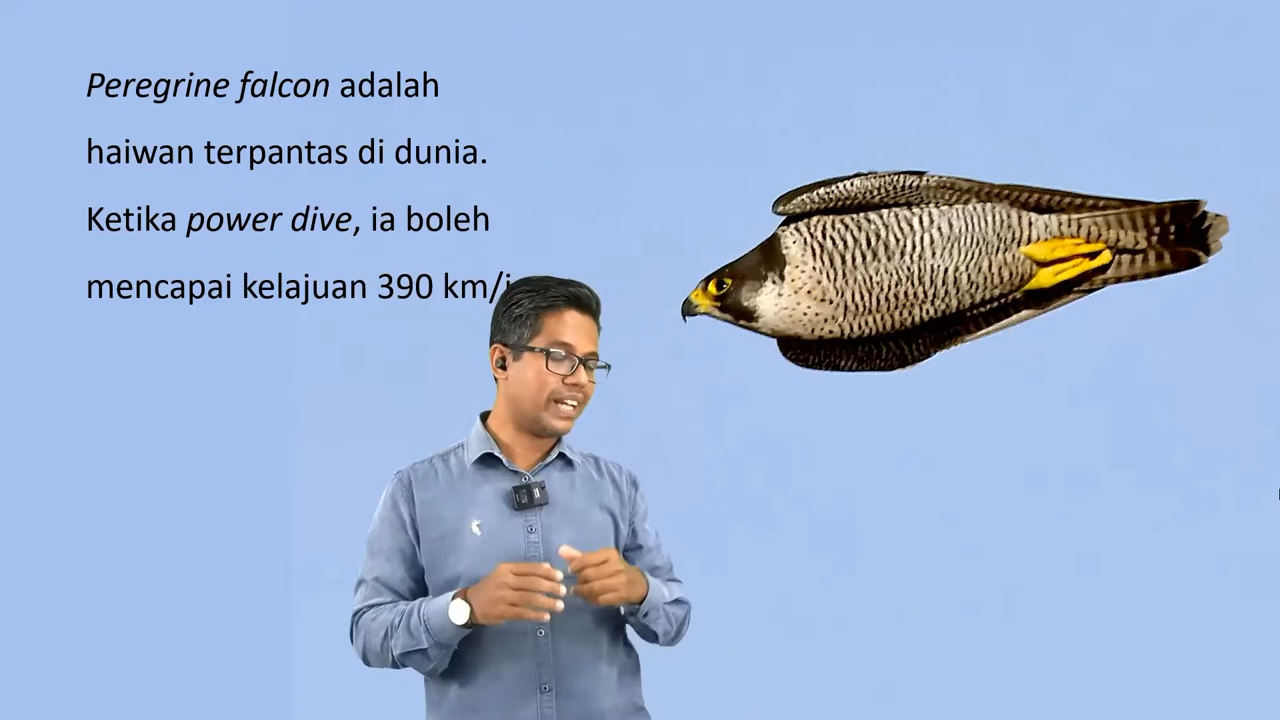 Peregrine falcon adalah
haiwan terpantas di dunia.
Ketika power dive, ia boleh
mencapai kelajuan 390 km/j